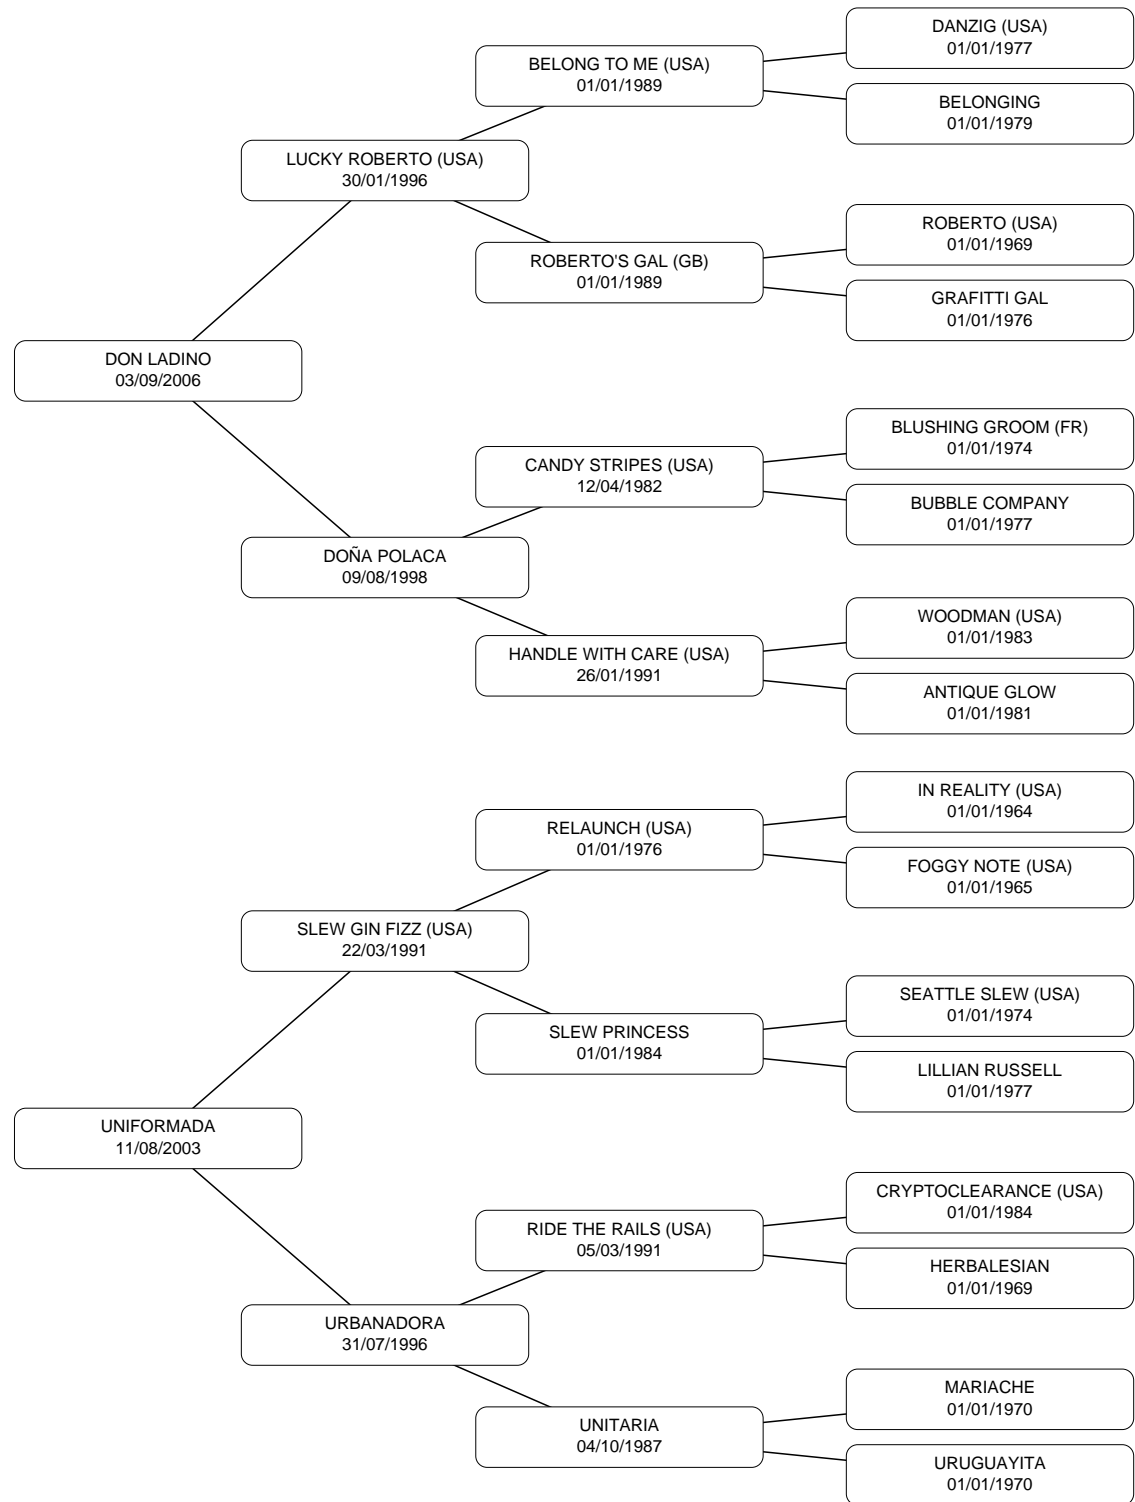 DANZIG (USA)
01/01/1977
BELONG TO ME (USA)
01/01/1989
BELONGING
01/01/1979
LUCKY ROBERTO (USA)
30/01/1996
ROBERTO (USA)
01/01/1969
ROBERTO'S GAL (GB)
01/01/1989
GRAFITTI GAL
01/01/1976
DON LADINO
03/09/2006
BLUSHING GROOM (FR)
01/01/1974
CANDY STRIPES (USA)
12/04/1982
BUBBLE COMPANY
01/01/1977
DOÑA POLACA
09/08/1998
WOODMAN (USA)
01/01/1983
HANDLE WITH CARE (USA)
26/01/1991
ANTIQUE GLOW
01/01/1981
IN REALITY (USA)
01/01/1964
RELAUNCH (USA)
01/01/1976
FOGGY NOTE (USA)
01/01/1965
SLEW GIN FIZZ (USA)
22/03/1991
SEATTLE SLEW (USA)
01/01/1974
SLEW PRINCESS
01/01/1984
LILLIAN RUSSELL
01/01/1977
UNIFORMADA
11/08/2003
CRYPTOCLEARANCE (USA)
01/01/1984
RIDE THE RAILS (USA)
05/03/1991
HERBALESIAN
01/01/1969
URBANADORA
31/07/1996
MARIACHE
01/01/1970
UNITARIA
04/10/1987
URUGUAYITA
01/01/1970